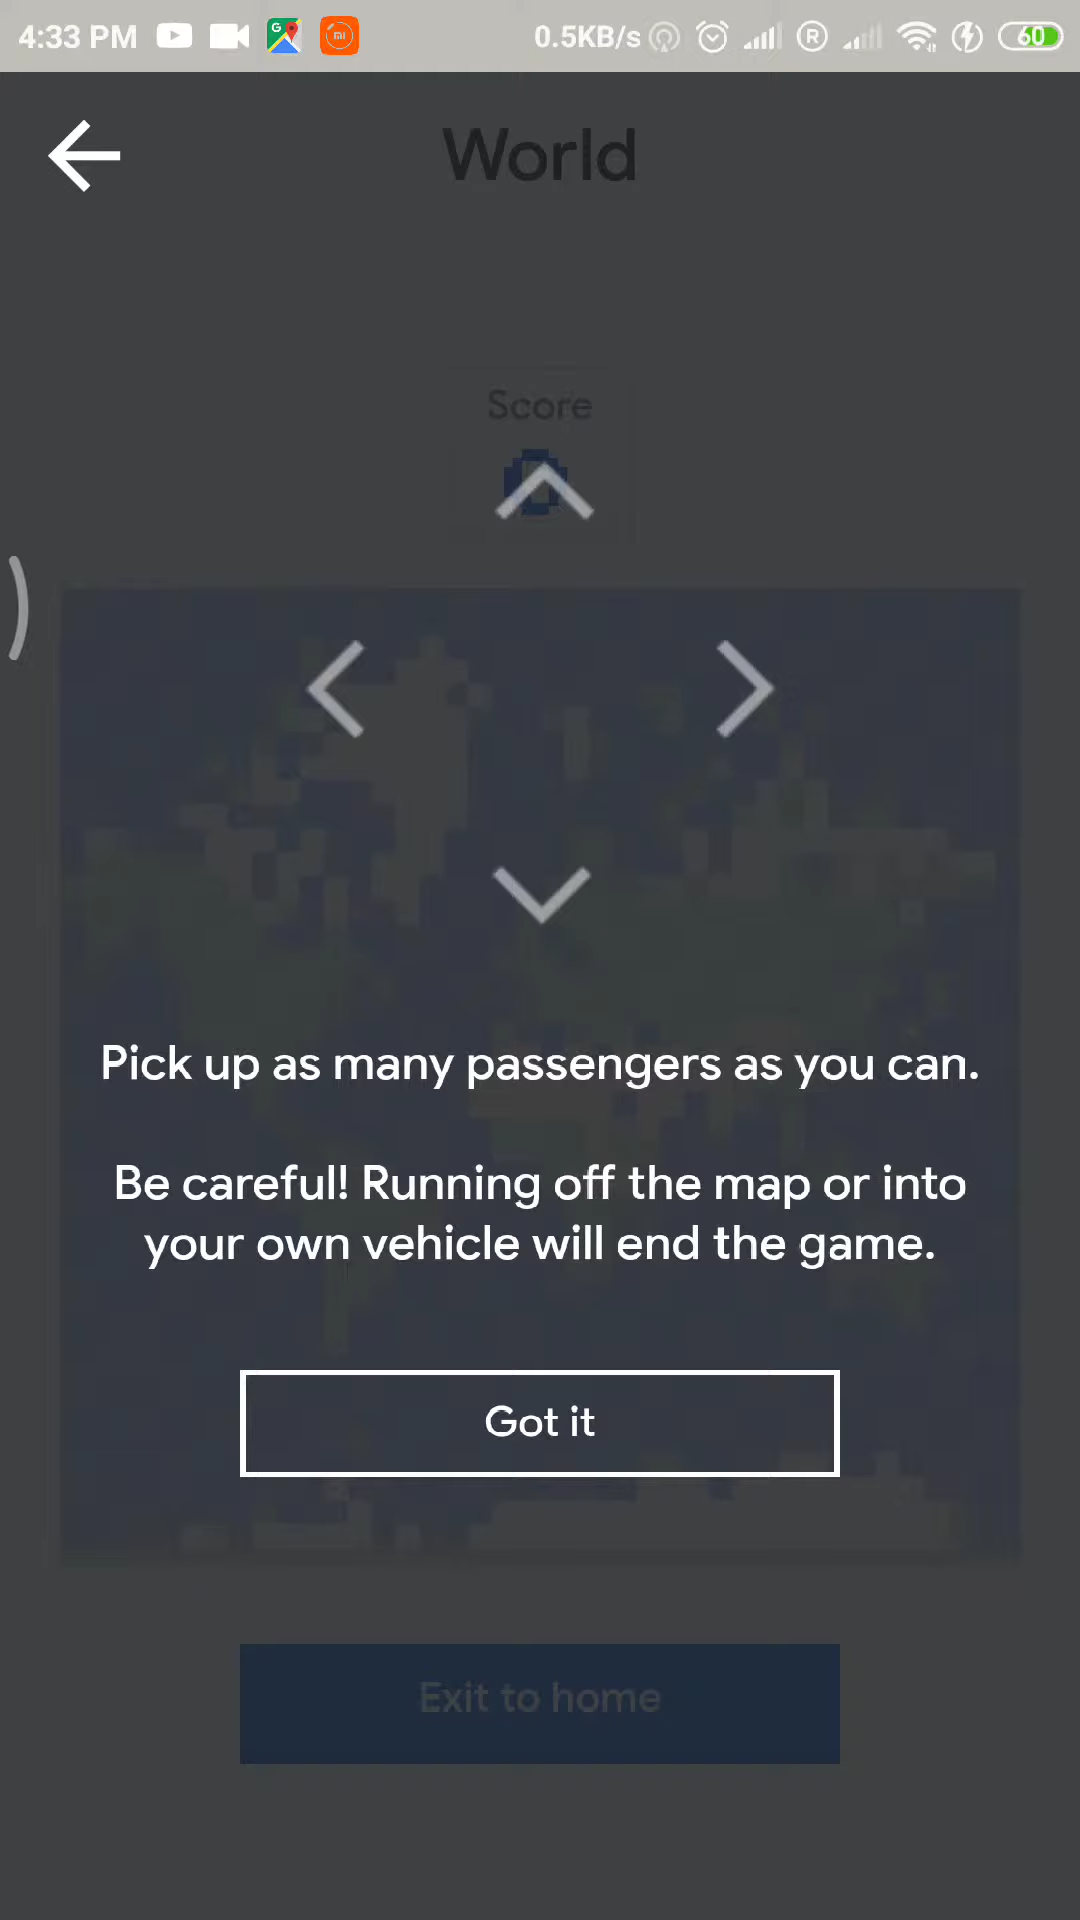 4:33 PM 0.5KB/s R 60
World
Score
0
Pick up as many passengers as you can.
Be careful! Running off the map or into
your own vehicle will end the game.
Got it
Exit to home